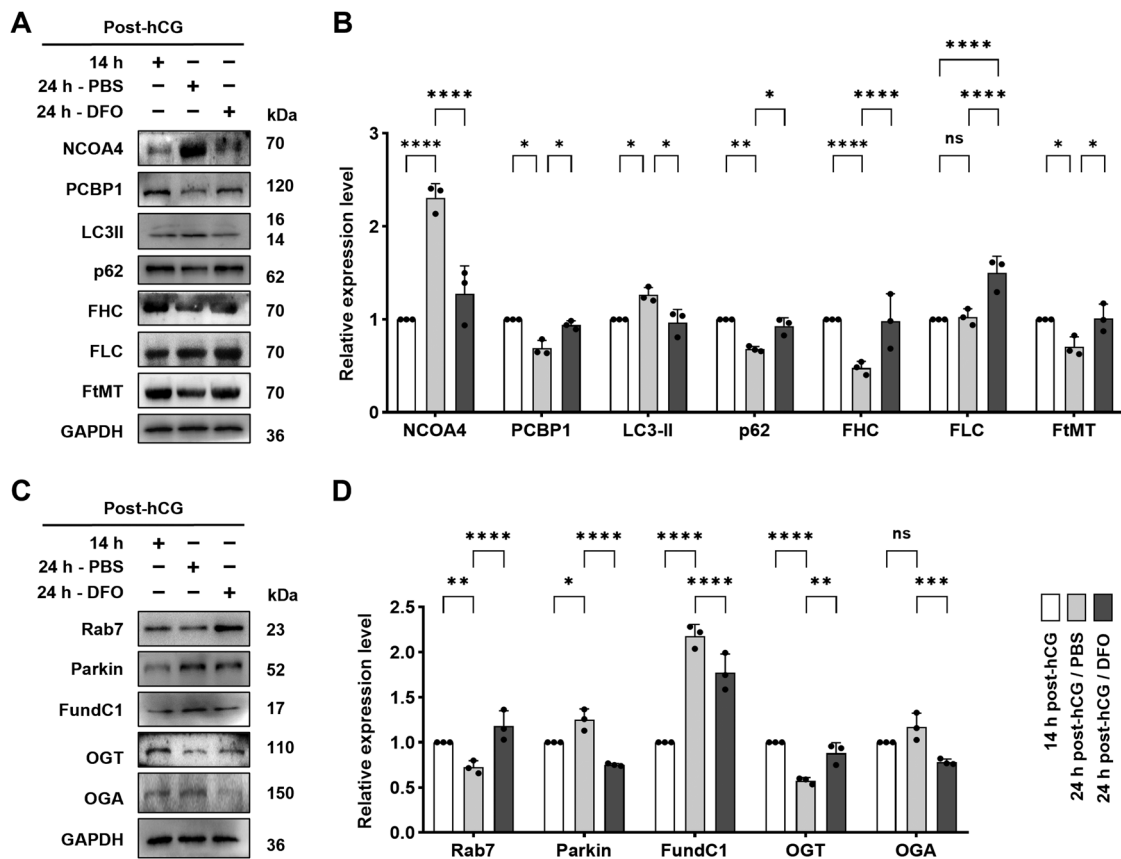 A
Post-hCG
14 h + − −
24 h - PBS − + −
24 h - DFO − − +
kDa
NCOA4 70
PCBP1 120
LC3II 16
14
p62 62
FHC 70
FLC 70
FtMT 70
GAPDH 36
B
Relative expression level
3
2
1
0
**** ****
* *
* *
** *
**** ****
ns **** ****
* *
NCOA4 PCBP1 LC3-II p62 FHC FLC FtMT
C
Post-hCG
14 h + − −
24 h - PBS − + −
24 h - DFO − − +
kDa
Rab7 23
Parkin 52
FundC1 17
OGT 110
OGA 150
GAPDH 36
D
Relative expression level
2.5
2.0
1.5
1.0
0.5
0.0
** ****
* ****
**** ****
**** **
ns ***
Rab7 Parkin FundC1 OGT OGA
14 h post-hCG
24 h post-hCG / PBS
24 h post-hCG / DFO